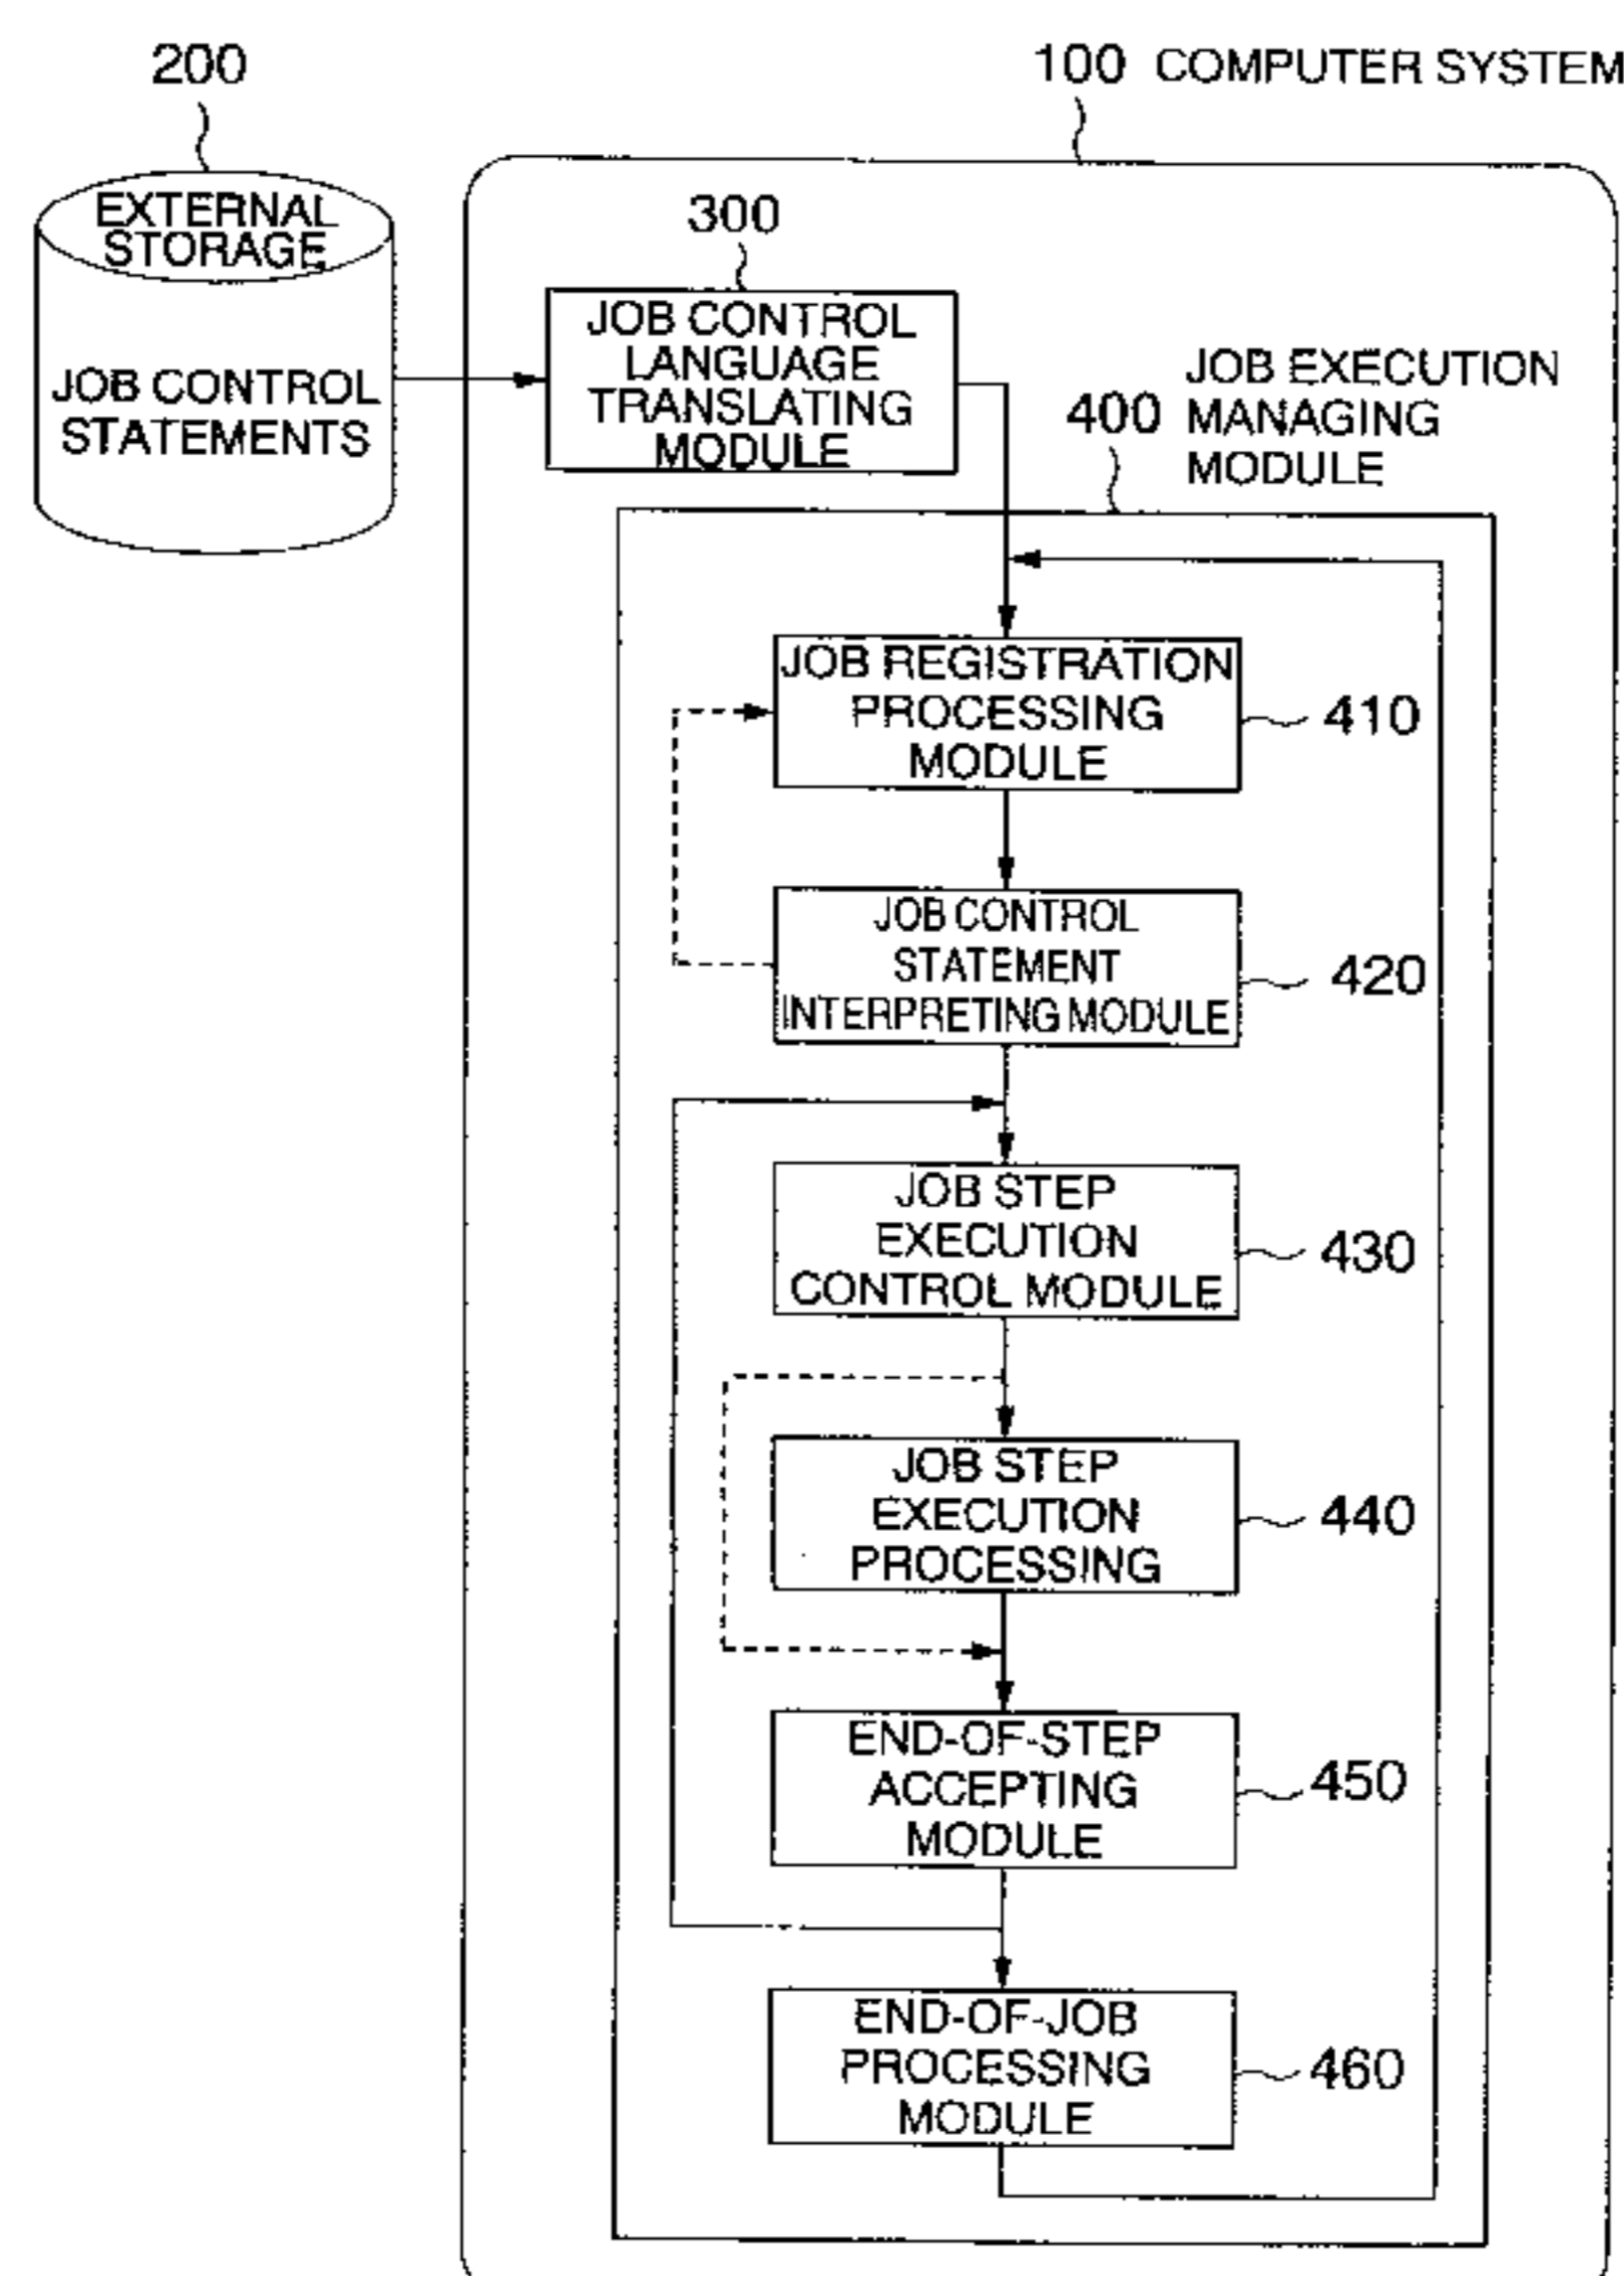 200
100 COMPUTER SYSTEM
EXTERNAL
STORAGE
JOB CONTROL
STATEMENTS
300
JOB CONTROL
LANGUAGE
TRANSLATING
MODULE
400
JOB EXECUTION
MANAGING
MODULE
JOB REGISTRATION
PROCESSING
MODULE
410
JOB CONTROL
STATEMENT
INTERPRETING MODULE
420
JOB STEP
EXECUTION
CONTROL MODULE
430
JOB STEP
EXECUTION
PROCESSING
440
END-OF-STEP
ACCEPTING
MODULE
450
END-OF-JOB
PROCESSING
MODULE
460